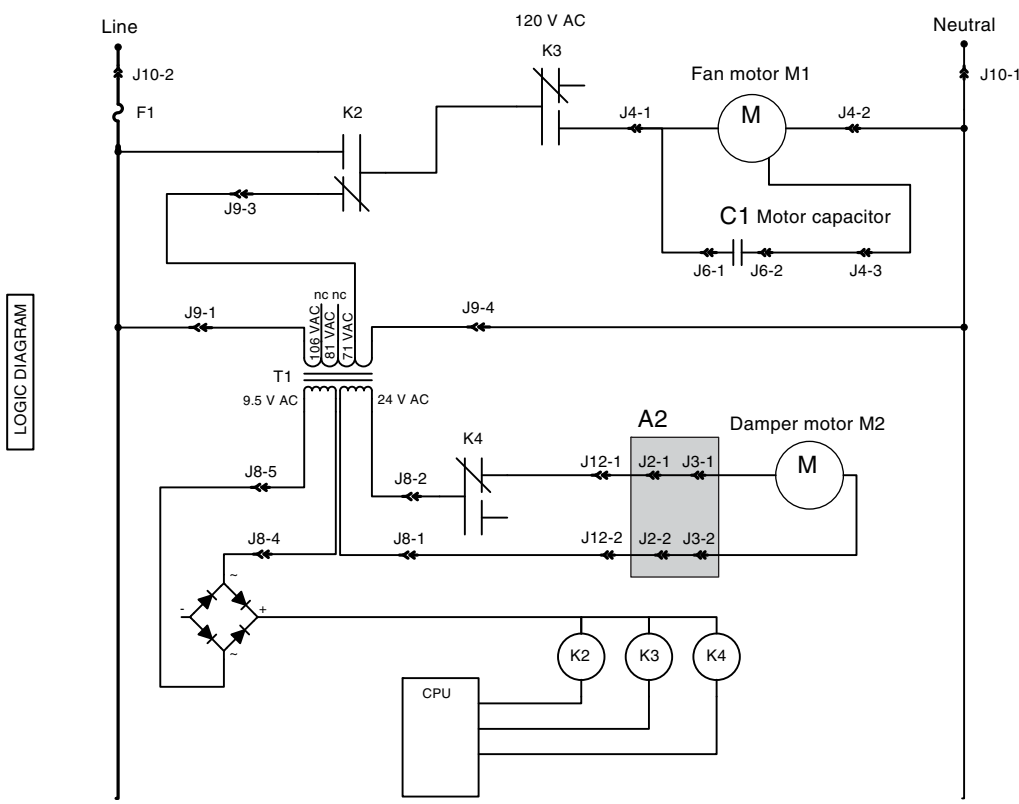 120 V AC
Line
Neutral
K3
J10-2
Fan motor M1
J10-1
F1
K2
J4-1
M
J4-2
J9-3
C1 Motor capacitor
J6-1
J6-2
J4-3
nc nc
J9-1
106 VAC
81 VAC
71 VAC
J9-4
LOGIC DIAGRAM
T1
9.5 V AC
24 V AC
A2
Damper motor M2
K4
J8-5
J8-2
J12-1
J2-1
J3-1
M
J8-4
J8-1
J12-2
J2-2
J3-2
~
-
+
~
K2
K3
K4
CPU